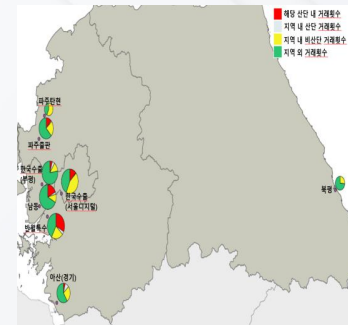 해당 산단 내 거래횟수
지역 내 산단 거래횟수
지역 내 비산단 거래횟수
지역 외 거래횟수
파주탄현
파주출판
한국수출
(부평)
한국수출
(서울디지털)
남동
반월특수
아산(경기)
북평